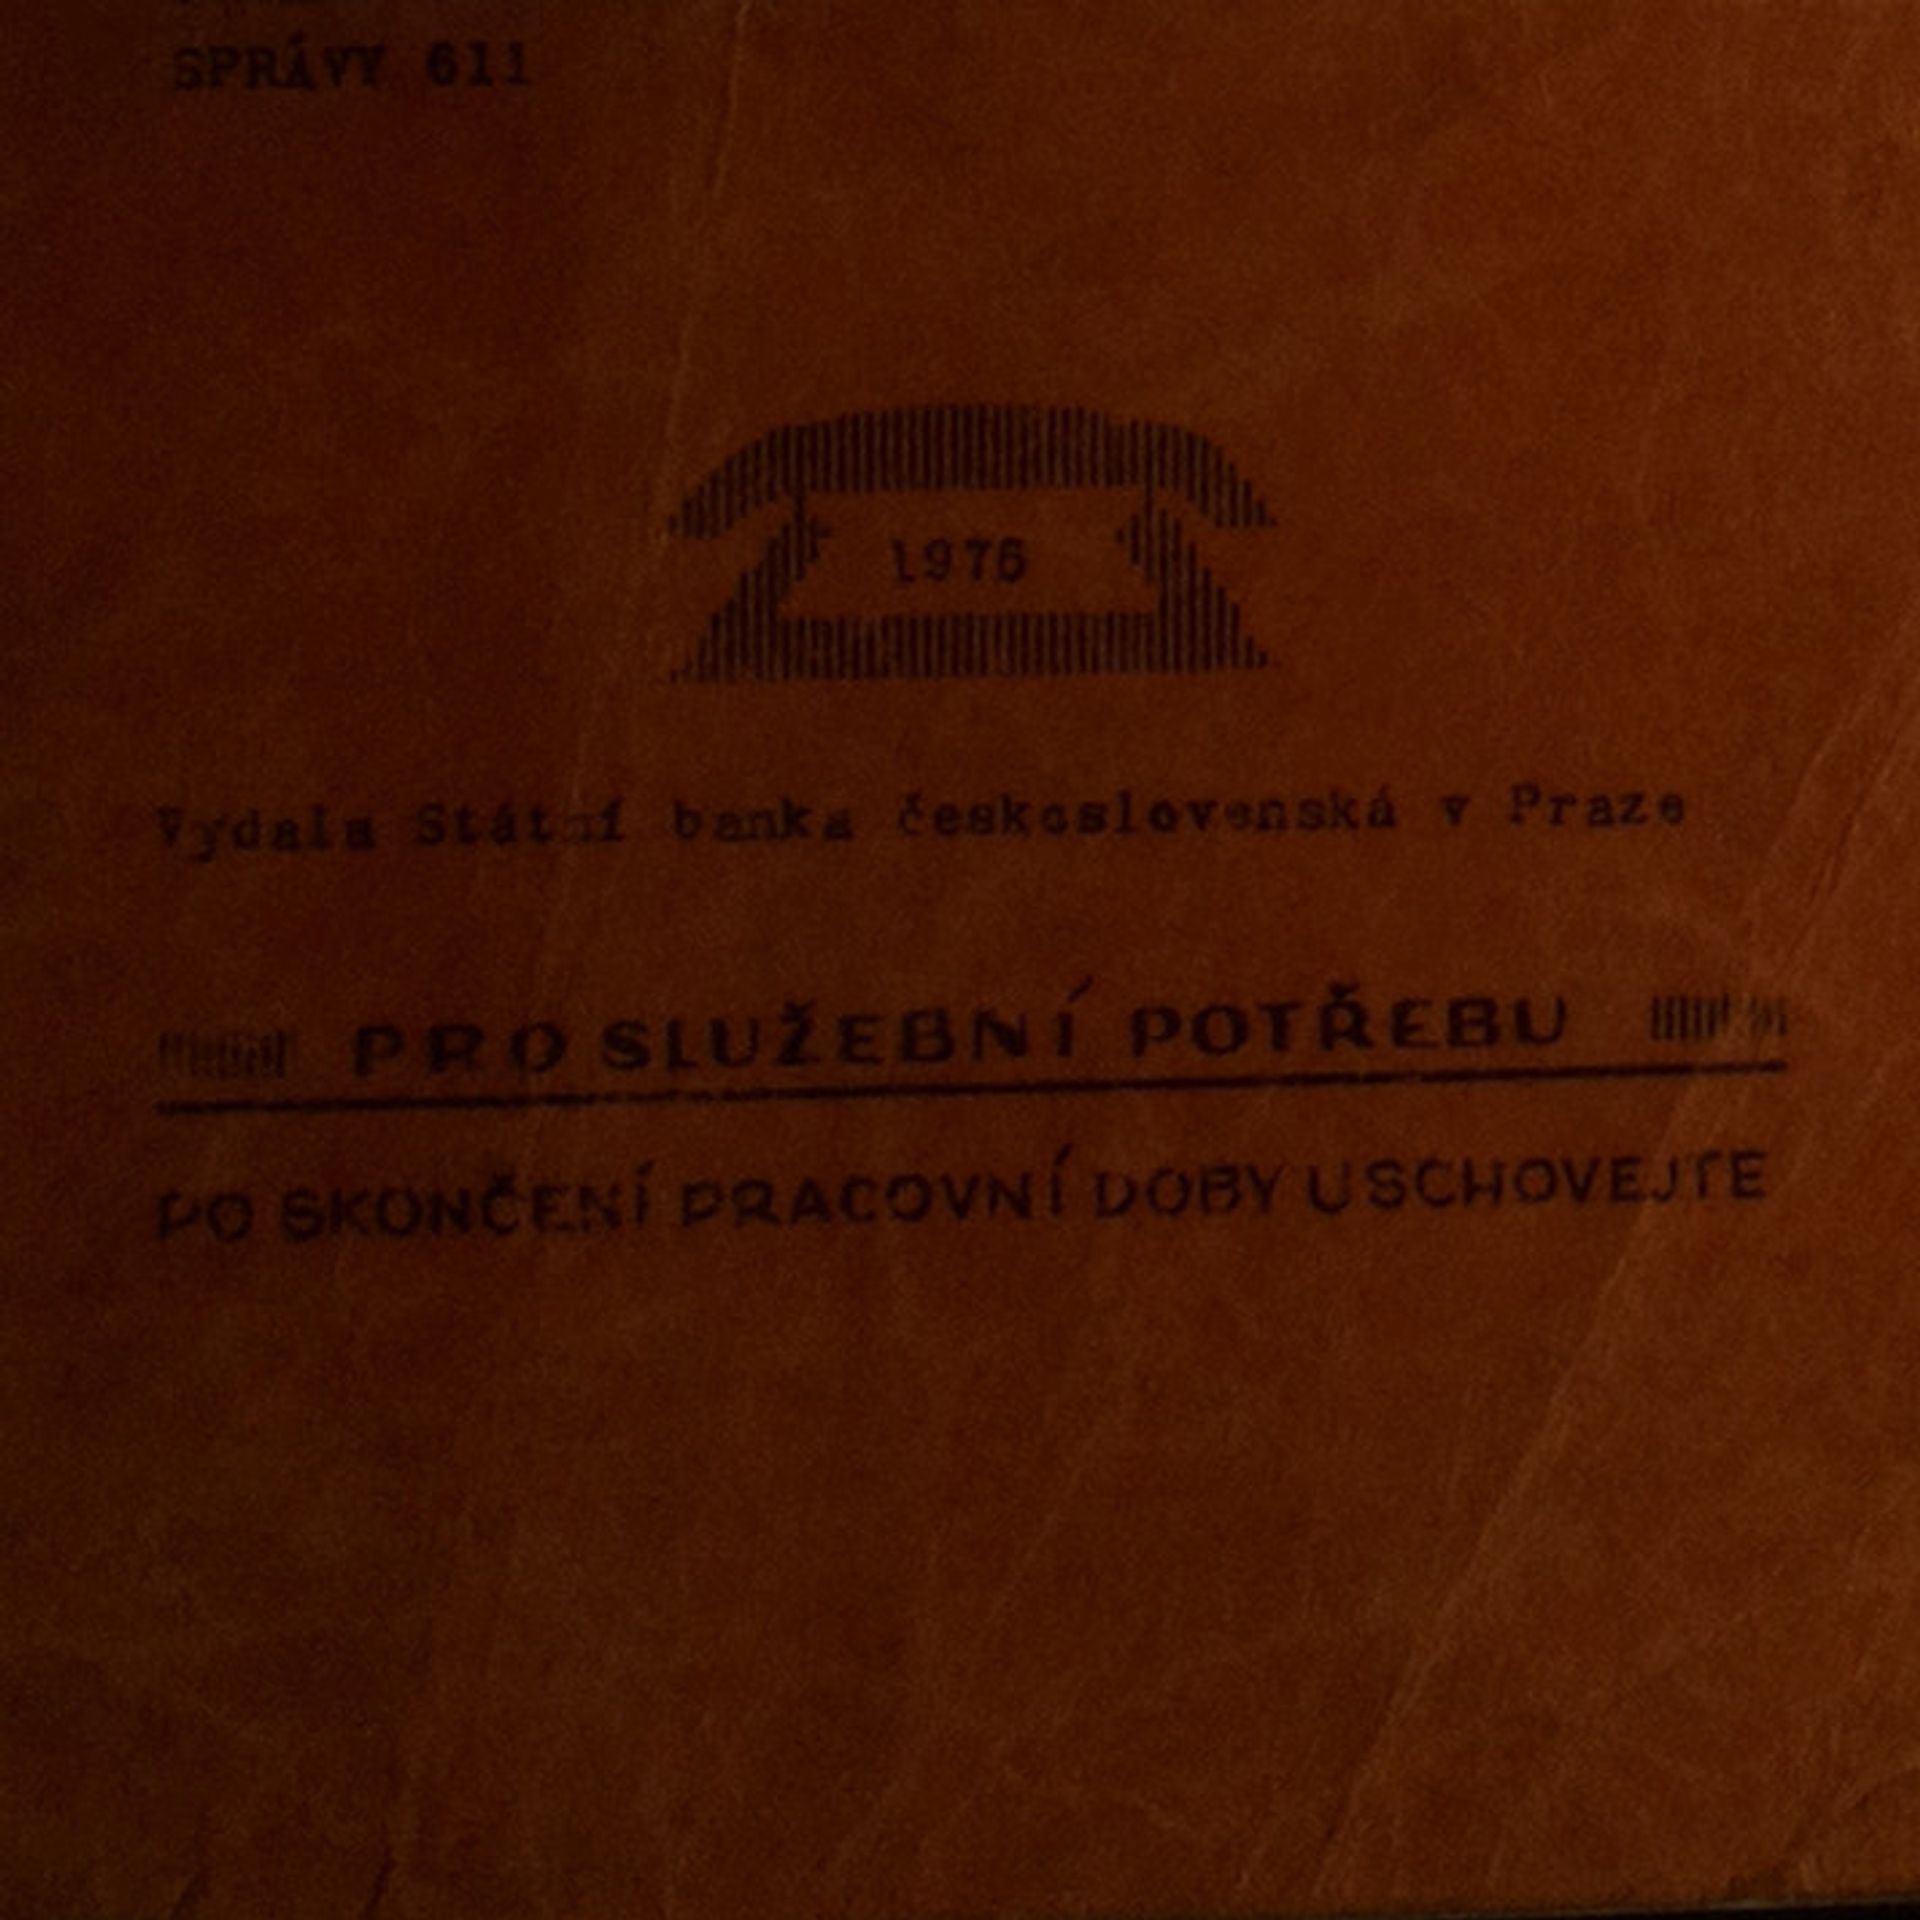 SPRÁVY 611
1976
Vydala Státní banka československá v Praze
PRO SLUŽEBNÍ POTŘEBU
PO SKONČENÍ PRACOVNÍ DOBY USCHOVEJTE